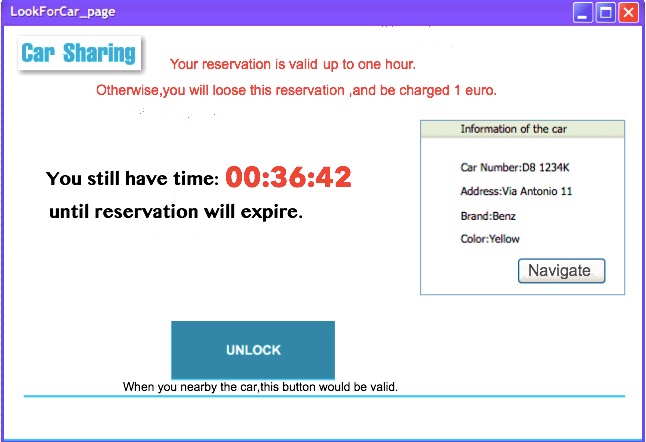 LookForCar_page
Car Sharing
Your reservation is valid up to one hour.
Otherwise,you will loose this reservation ,and be charged 1 euro.
Information of the car
You still have time: 00:36:42
until reservation will expire.
Car Number:D8 1234K
Address:Via Antonio 11
Brand:Benz
Color:Yellow
Navigate
UNLOCK
When you nearby the car,this button would be valid.